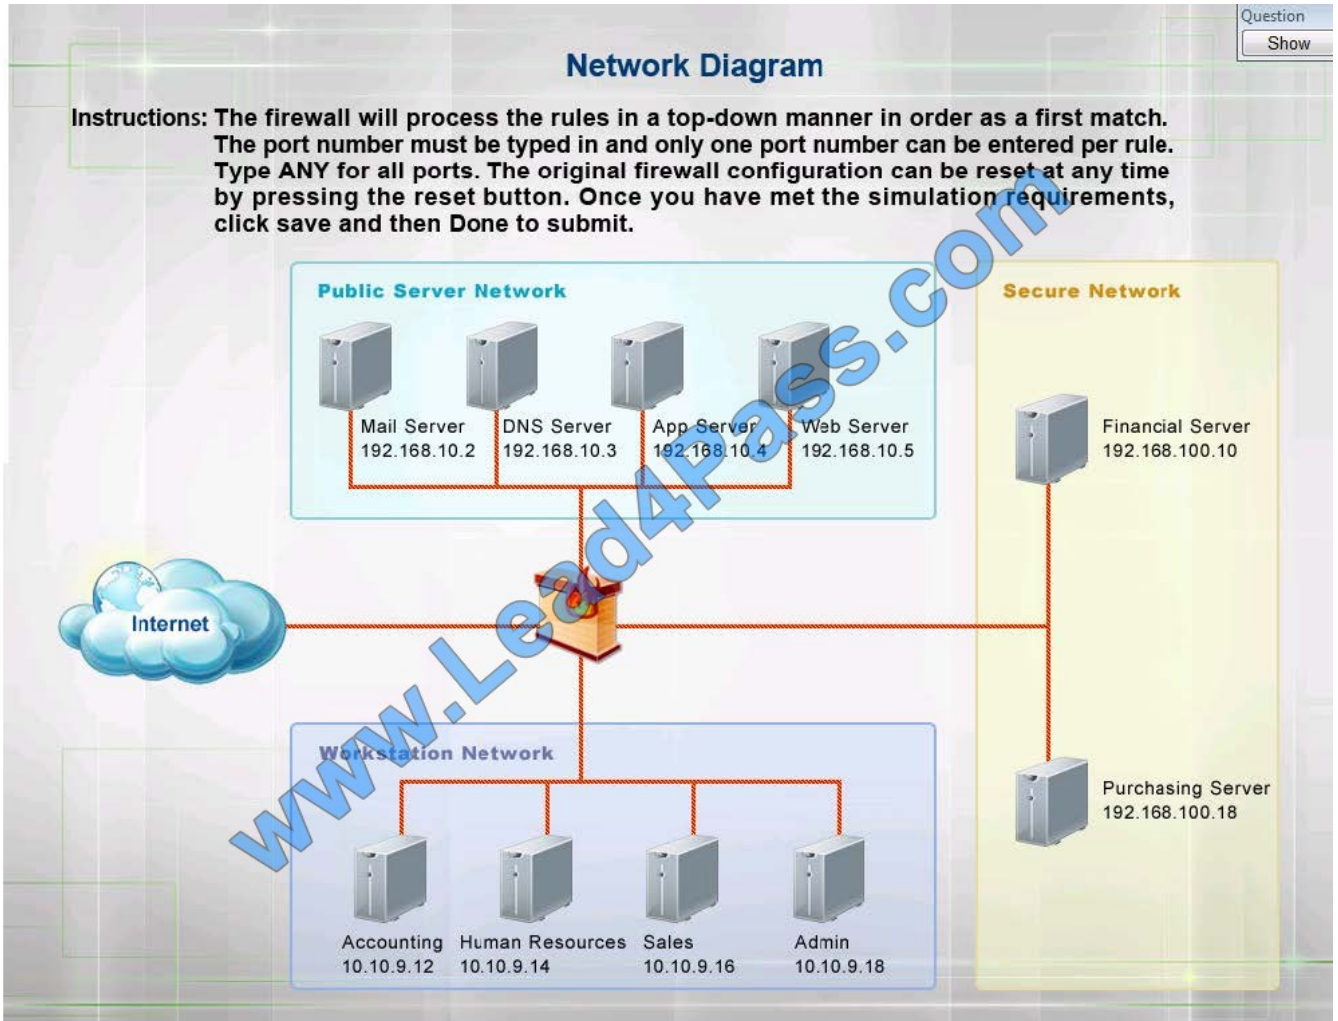 Question
Show
Network Diagram
Instructions: The firewall will process the rules in a top-down manner in order as a first match.
The port number must be typed in and only one port number can be entered per rule.
Type ANY for all ports. The original firewall configuration can be reset at any time
by pressing the reset button. Once you have met the simulation requirements,
click save and then Done to submit.
Public Server Network
Secure Network
Mail Server
192.168.10.2
DNS Server
192.168.10.3
App Server
192.168.10.4
Web Server
192.168.10.5
Financial Server
192.168.100.10
Internet
Workstation Network
Purchasing Server
192.168.100.18
Accounting
10.10.9.12
Human Resources
10.10.9.14
Sales
10.10.9.16
Admin
10.10.9.18
www.Lead4Pass.com